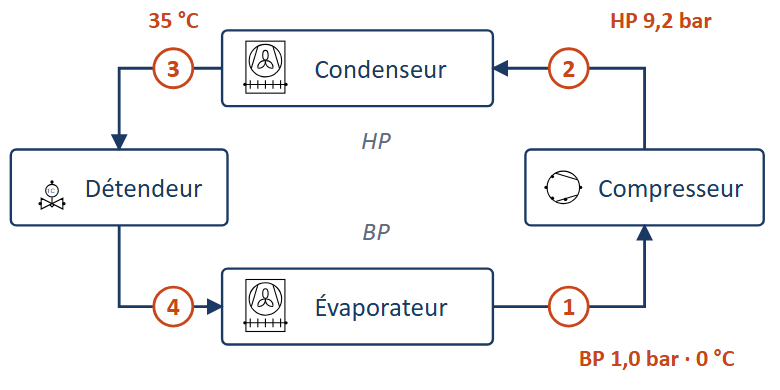 35 °C
HP 9,2 bar
3
Condenseur
2
HP
TC
Détendeur
Compresseur
BP
4
Évaporateur
1
BP 1,0 bar · 0 °C